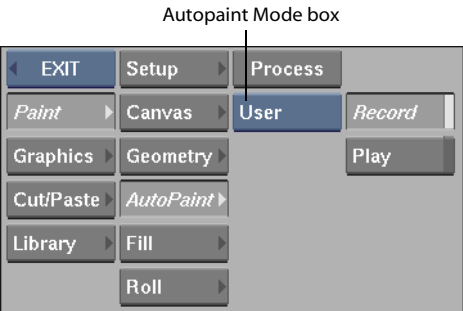 Autopaint Mode box
EXIT Setup Process
Paint Canvas User Record
Graphics Geometry Play
Cut/Paste AutoPaint
Library Fill
Roll